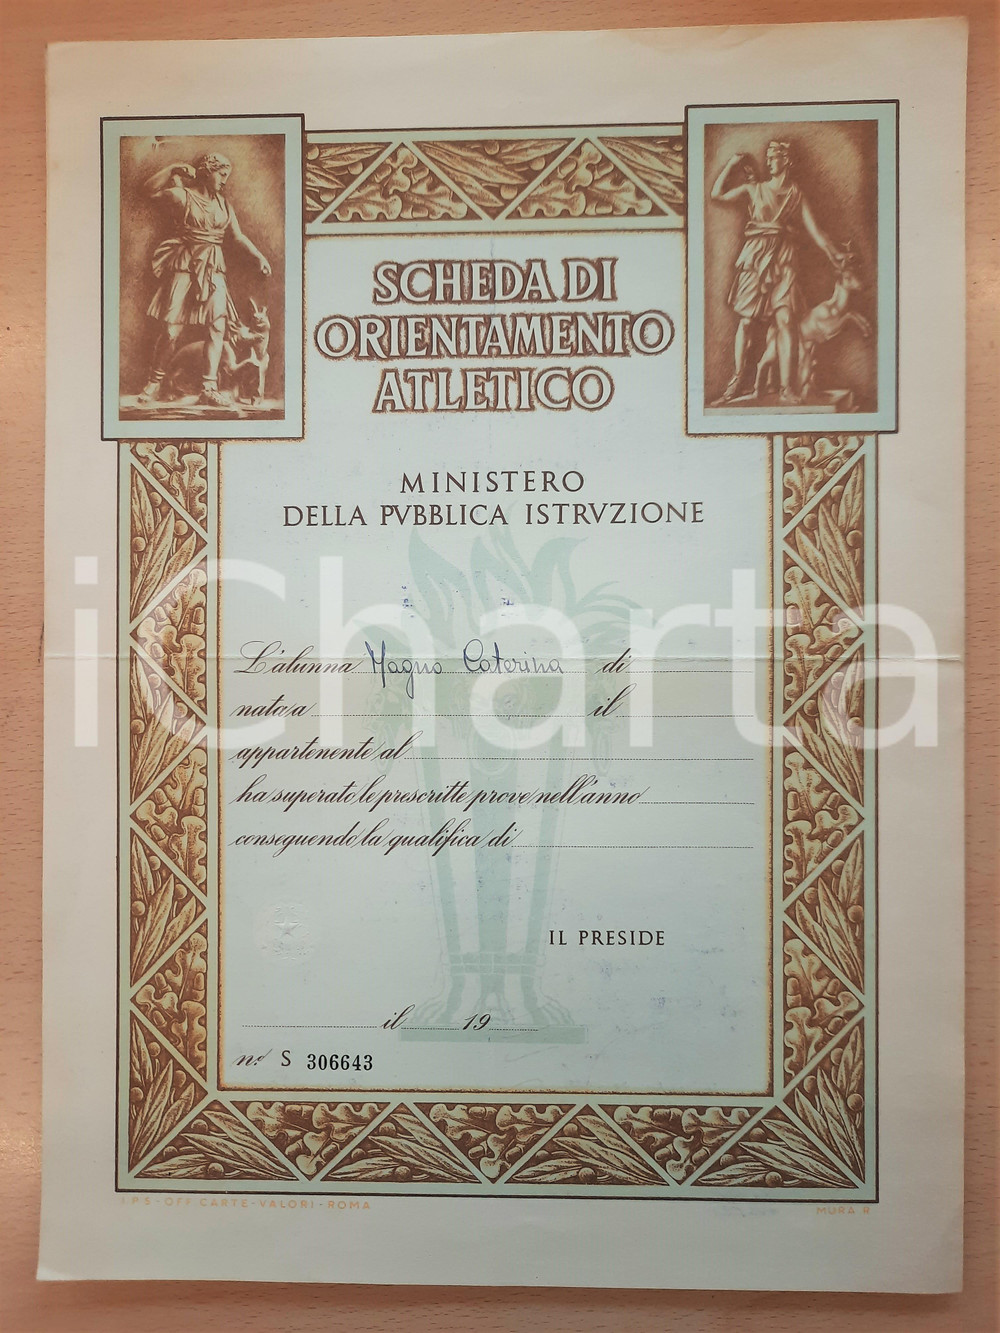 SCHEDA DI
ORIENTAMENTO
ATLETICO
MINISTERO
DELLA PVBBLICA ISTRVZIONE
iCharta
L'alunna Magno Caterina di
nata a il
appartenente al
ha superato le prescritte prove nell'anno
conseguendo la qualifica di
IL PRESIDE
il 19
n.º S 306643
I.P.S - OFF. CARTE - VALORI - ROMA
MURA R